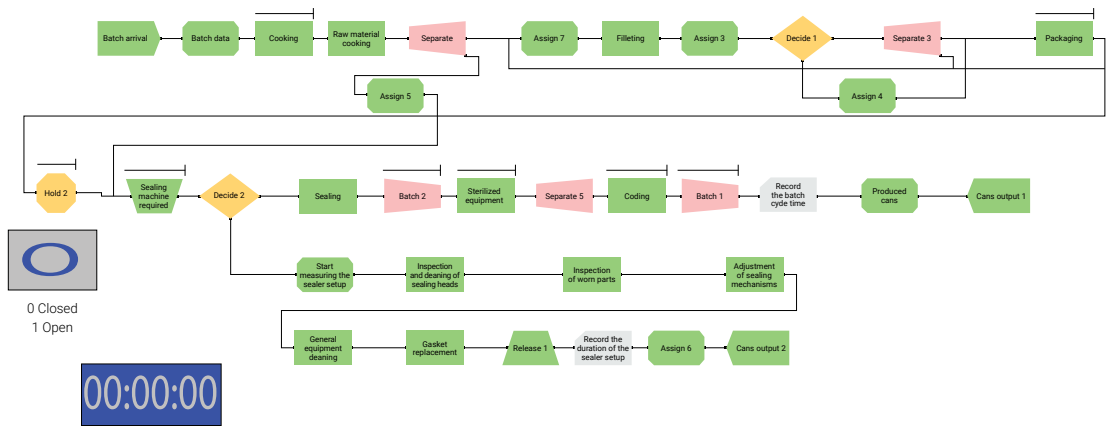 Batch arrival
Batch data
Cooking
Raw material
cooking
Separate
Assign 7
Filleting
Assign 3
Decide 1
Separate 3
Packaging
Assign 5
Assign 4
Hold 2
Sealing
machine
required
Decide 2
Sealing
Batch 2
Sterilized
equipment
Separate 5
Coding
Batch 1
Record
the batch
cyde time
Produced
cans
Cans output 1
0 Closed
1 Open
Start
measuring the
sealer setup
Inspection
and deaning of
sealing heads
Inspection
of worn parts
Adjustment
of sealing
mechanisms
General
equipment
deaning
Gasket
replacement
Release 1
Record the
duration of the
sealer setup
Assign 6
Cans output 2
00:00:00